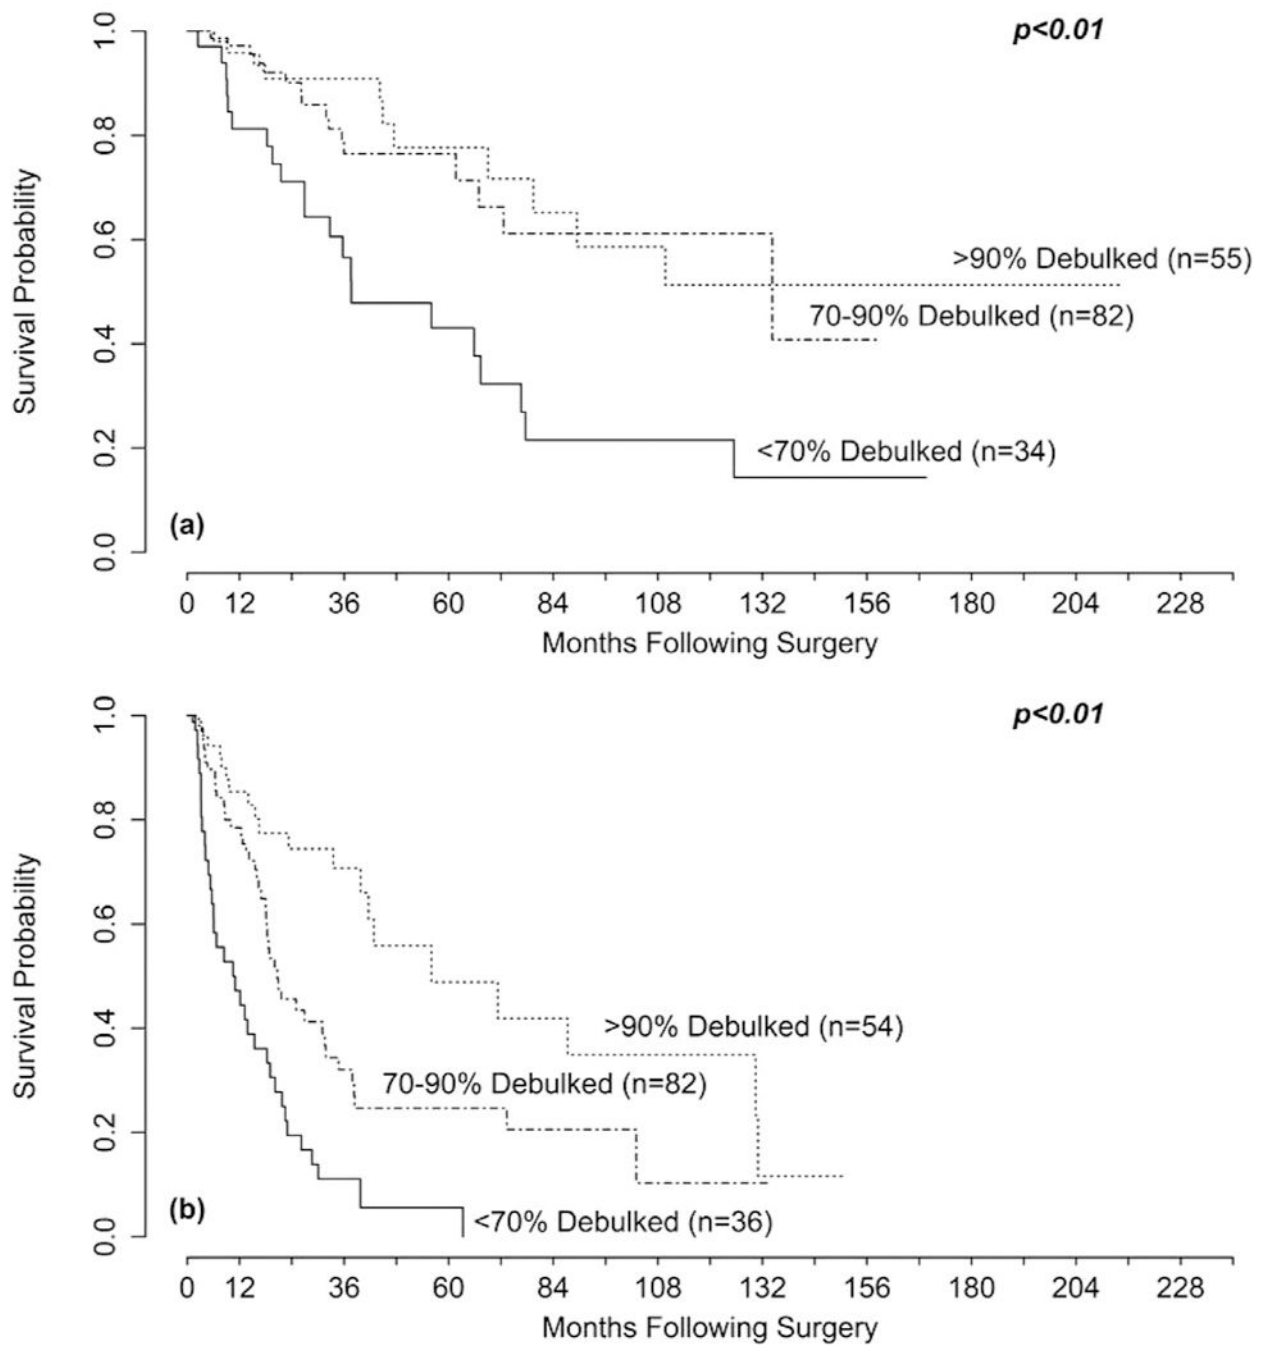 p<0.01
1.0
0.8
0.6
0.4
0.2
0.0
Survival Probability
>90% Debulked (n=55)
70-90% Debulked (n=82)
<70% Debulked (n=34)
(a)
0 12 36 60 84 108 132 156 180 204 228
Months Following Surgery
p<0.01
1.0
0.8
0.6
0.4
0.2
0.0
Survival Probability
>90% Debulked (n=54)
70-90% Debulked (n=82)
<70% Debulked (n=36)
(b)
0 12 36 60 84 108 132 156 180 204 228
Months Following Surgery